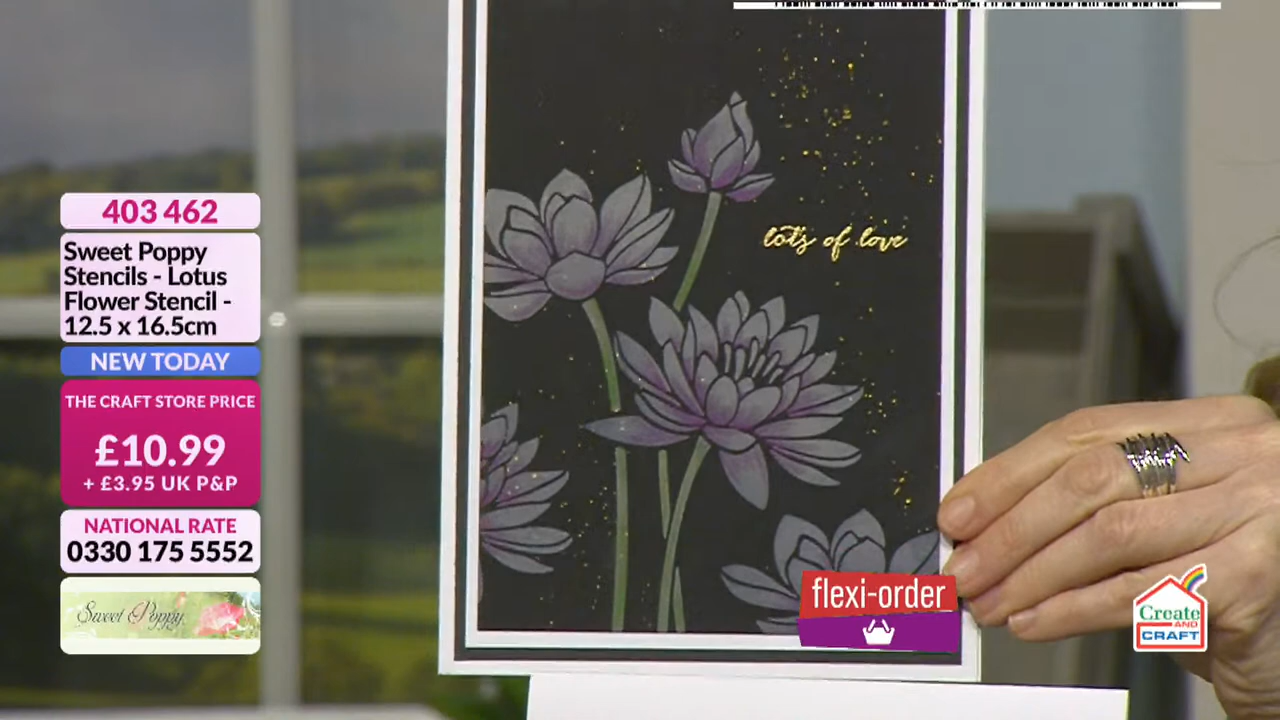 403 462
Sweet Poppy
Stencils - Lotus
Flower Stencil -
12.5 x 16.5cm
NEW TODAY
THE CRAFT STORE PRICE
£10.99
+ £3.95 UK P&P
NATIONAL RATE
0330 175 5552
Sweet Poppy
lots of love
flexi-order
Create
AND
CRAFT